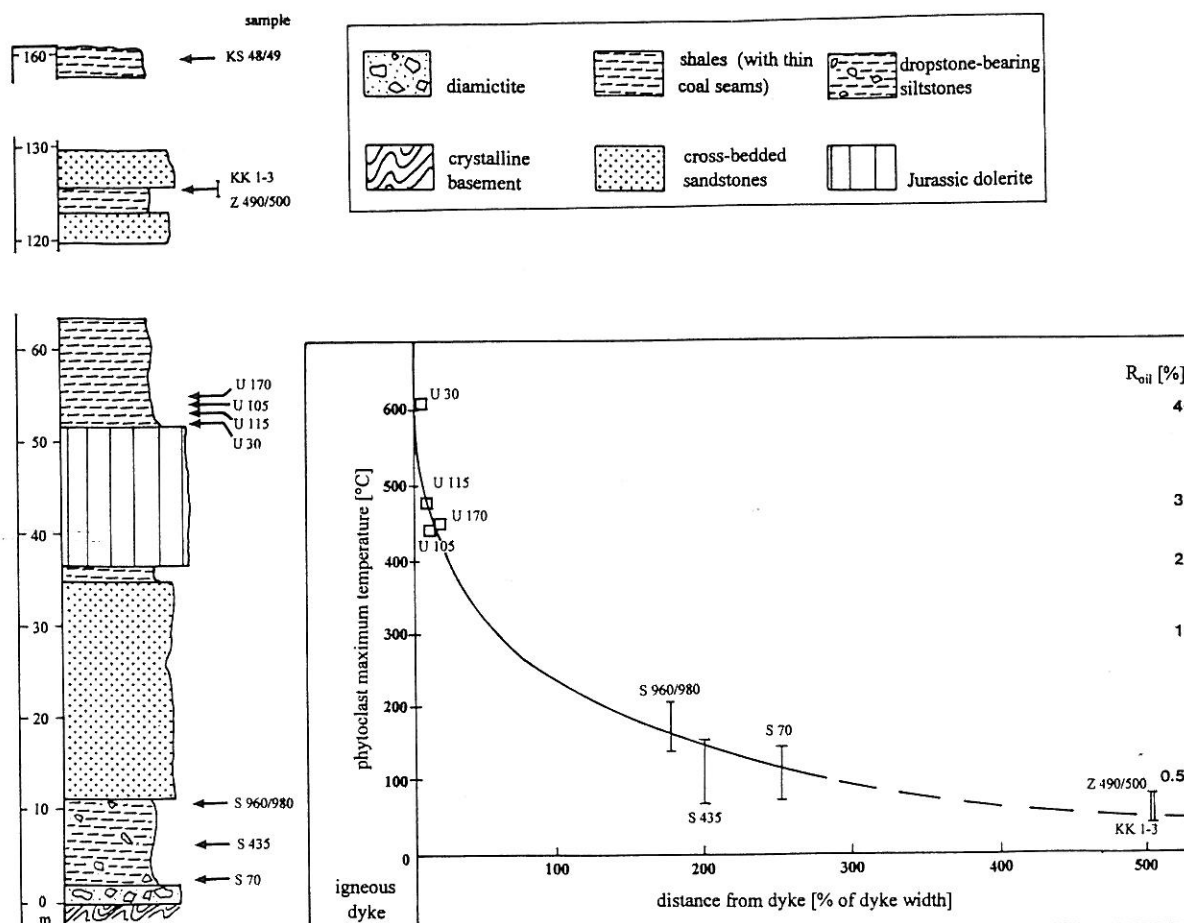 sample
160
KS 48/49
130
KK 1-3
Z 490/500
120
diamictite
shales (with thin
coal seams)
dropstone-bearing
siltstones
crystalline
basement
cross-bedded
sandstones
Jurassic dolerite
60
U 170
U 105
U 115
U 30
50
40
30
20
10
S 960/980
S 435
S 70
0
m
phytoclast maximum temperature [°C]
600
500
400
300
200
100
0
U 30
U 115
U 170
U 105
S 960/980
S 435
S 70
Z 490/500
KK 1-3
Roil [%]
4
3
2
1
0.5
100
200
300
400
500
igneous
dyke
distance from dyke [% of dyke width]